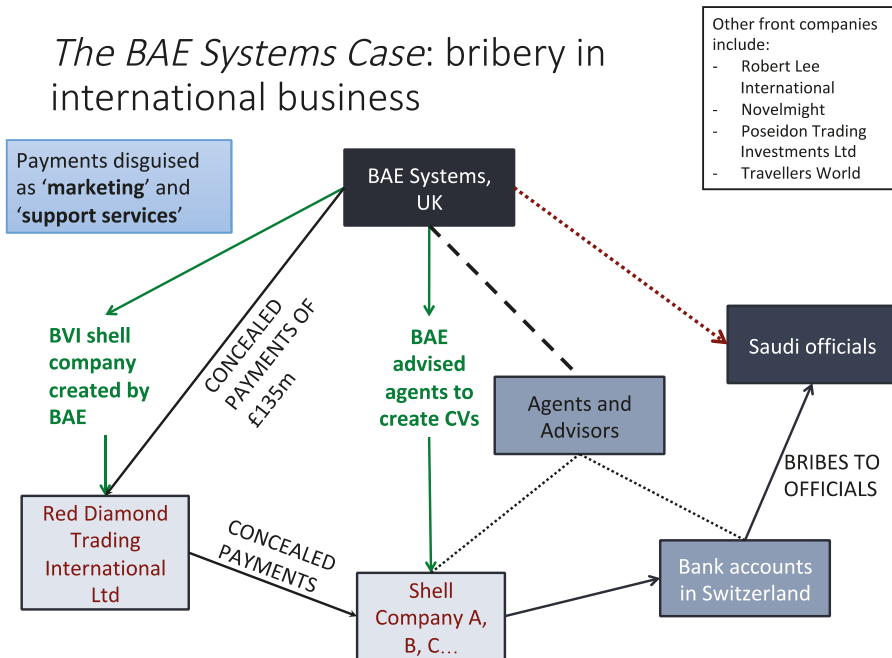 The BAE Systems Case: bribery in
international business
Other front companies
include:
- Robert Lee
International
- Novelmight
- Poseidon Trading
Investments Ltd
- Travellers World
Payments disguised
as ‘marketing’ and
‘support services’
BAE Systems,
UK
BVI shell
company
created by
BAE
CONCEALED
PAYMENTS OF
£135m
BAE
advised
agents to
create CVs
Agents and
Advisors
Saudi officials
BRIBES TO
OFFICIALS
Red Diamond
Trading
International
Ltd
CONCEALED
PAYMENTS
Shell
Company A,
B, C…
Bank accounts
in Switzerland